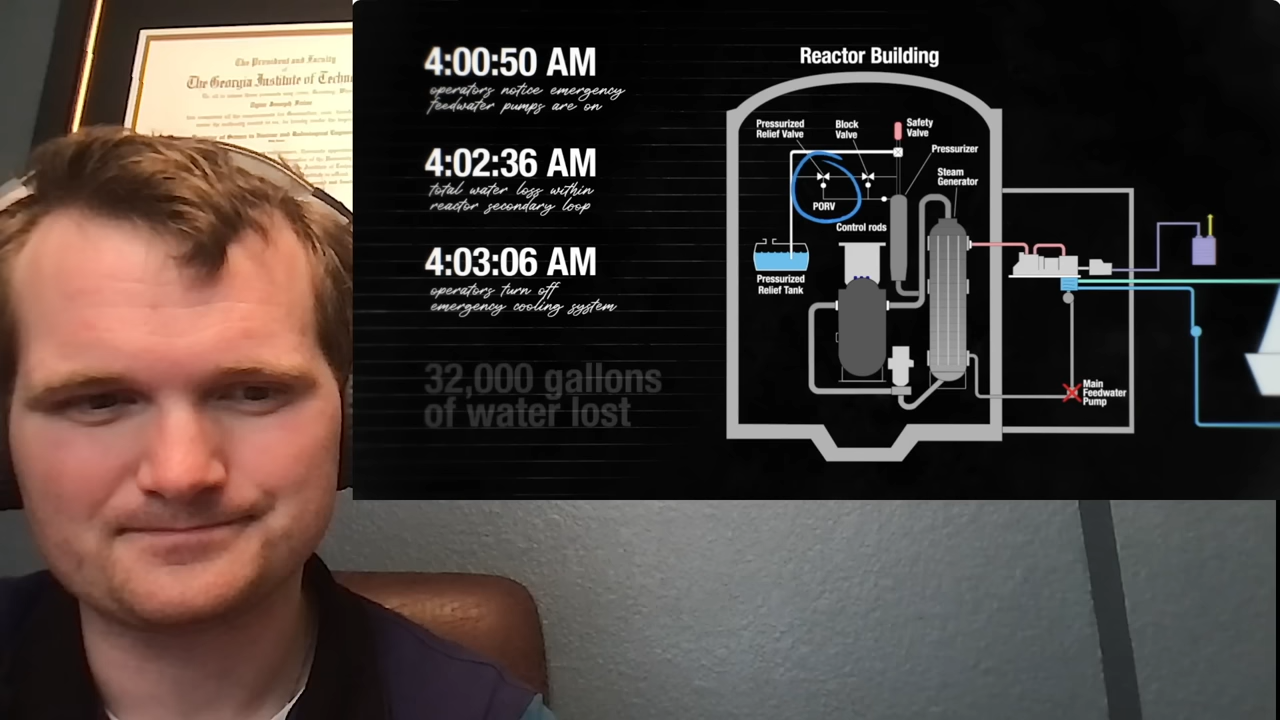 The President and Faculty
The Georgia Institute of Techn
4:00:50 AM
operators notice emergency
feedwater pumps are on
4:02:36 AM
total water loss within
reactor secondary loop
4:03:06 AM
operators turn off
emergency cooling system
32,000 gallons
of water lost
Reactor Building
Pressurized
Relief Valve
Block
Valve
Safety
Valve
Pressurizer
Steam
Generator
PORV
Control rods
Pressurized
Relief Tank
Main
Feedwater
Pump